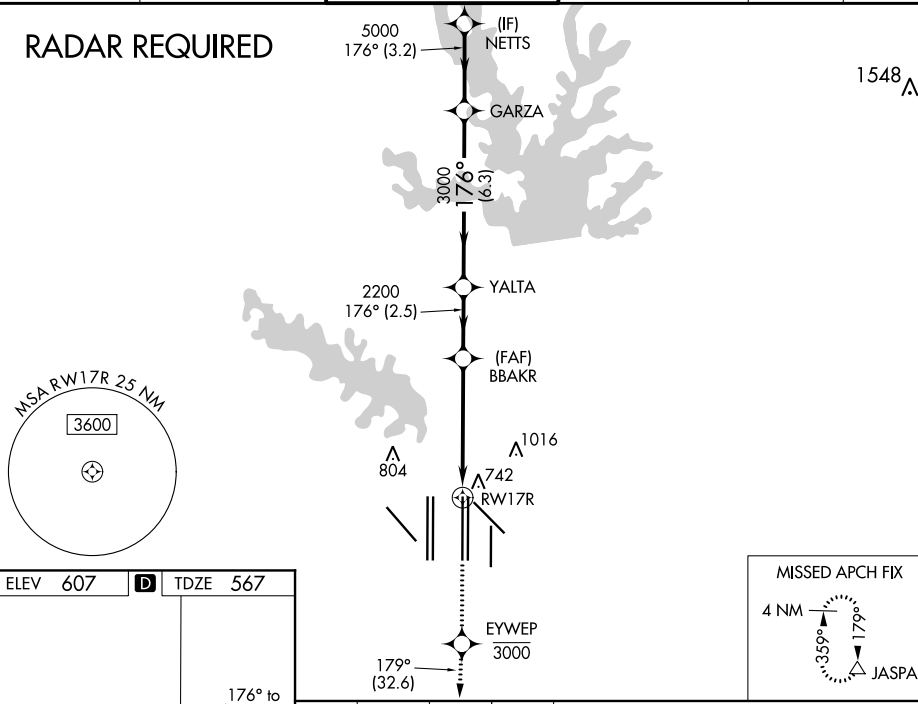 RADAR REQUIRED
5000
176° (3.2)
(IF)
NETTS
1548
GARZA
3000
176°
(6.3)
YALTA
2200
176° (2.5)
(FAF)
BBAKR
MSA RW17R 25 NM
3600
1016
804
742
RW17R
ELEV 607 D TDZE 567
176° to
EYWEP
3000
179°
(32.6)
MISSED APCH FIX
4 NM
359°
179°
JASPA